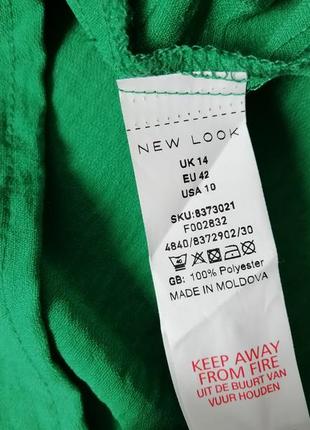 NEW LOOK
UK 14
EU 42
USA 10
SKU:8373021
F002832
4840/8372902/30
40
GB: 100% Polyester
MADE IN MOLDOVA
KEEP AWAY
FROM FIRE
UIT DE BUURT VAN
VUUR HOUDEN